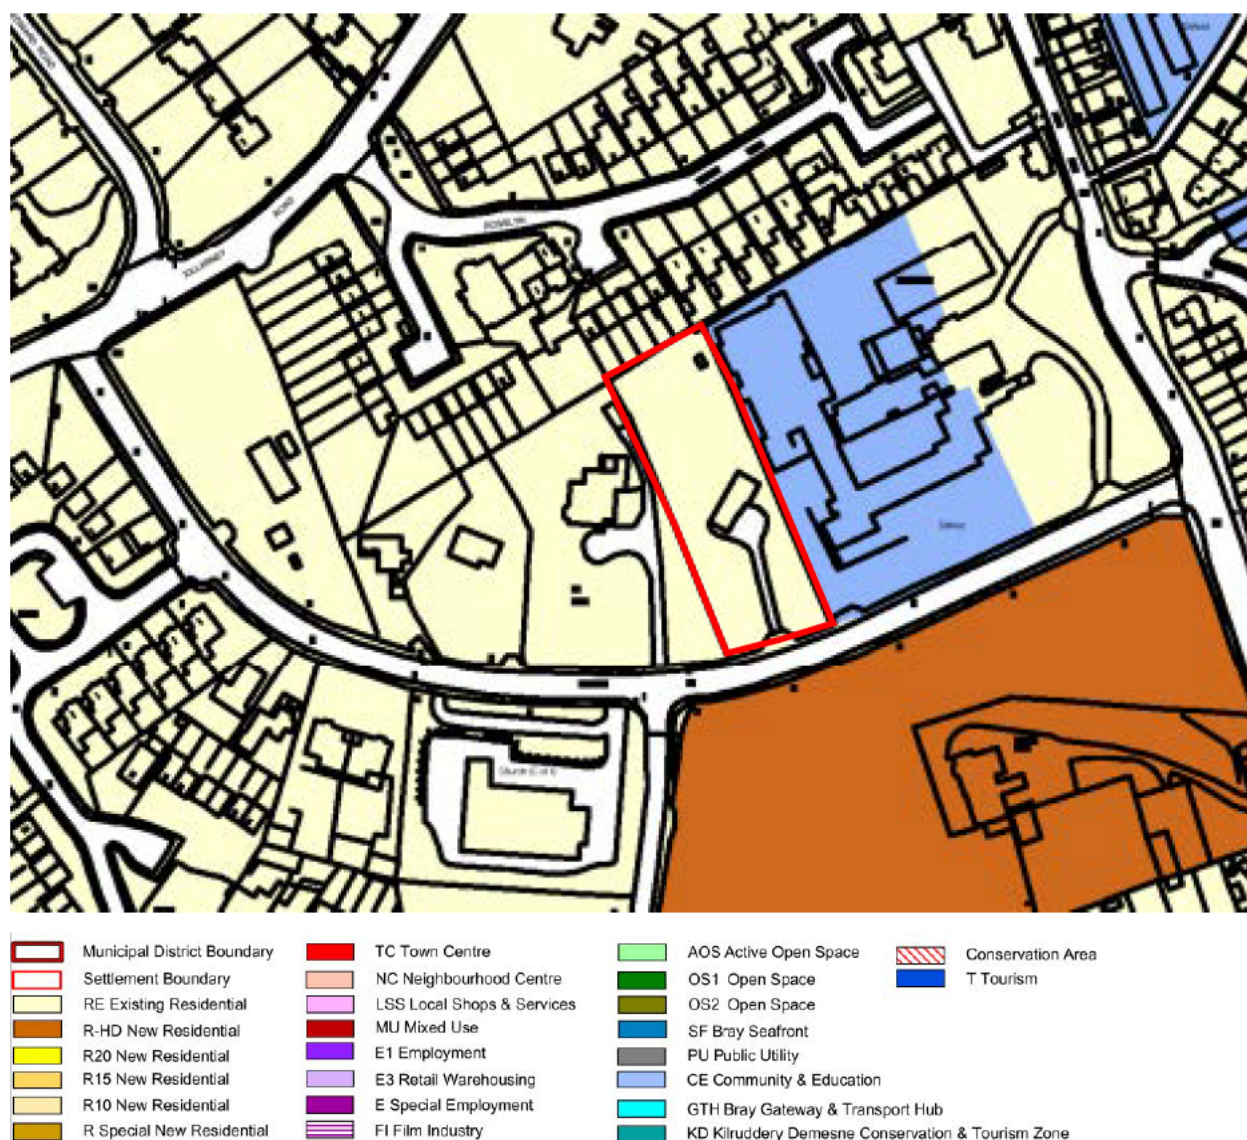 KILLARNEY
ROAD
Municipal District Boundary
Settlement Boundary
RE Existing Residential
R-HD New Residential
R20 New Residential
R15 New Residential
R10 New Residential
R Special New Residential
TC Town Centre
NC Neighbourhood Centre
LSS Local Shops & Services
MU Mixed Use
E1 Employment
E3 Retail Warehousing
E Special Employment
FI Film Industry
AOS Active Open Space
OS1 Open Space
OS2 Open Space
SF Bray Seafront
PU Public Utility
CE Community & Education
GTH Bray Gateway & Transport Hub
KD Kilruddery Demesne Conservation & Tourism Zone
Conservation Area
T Tourism